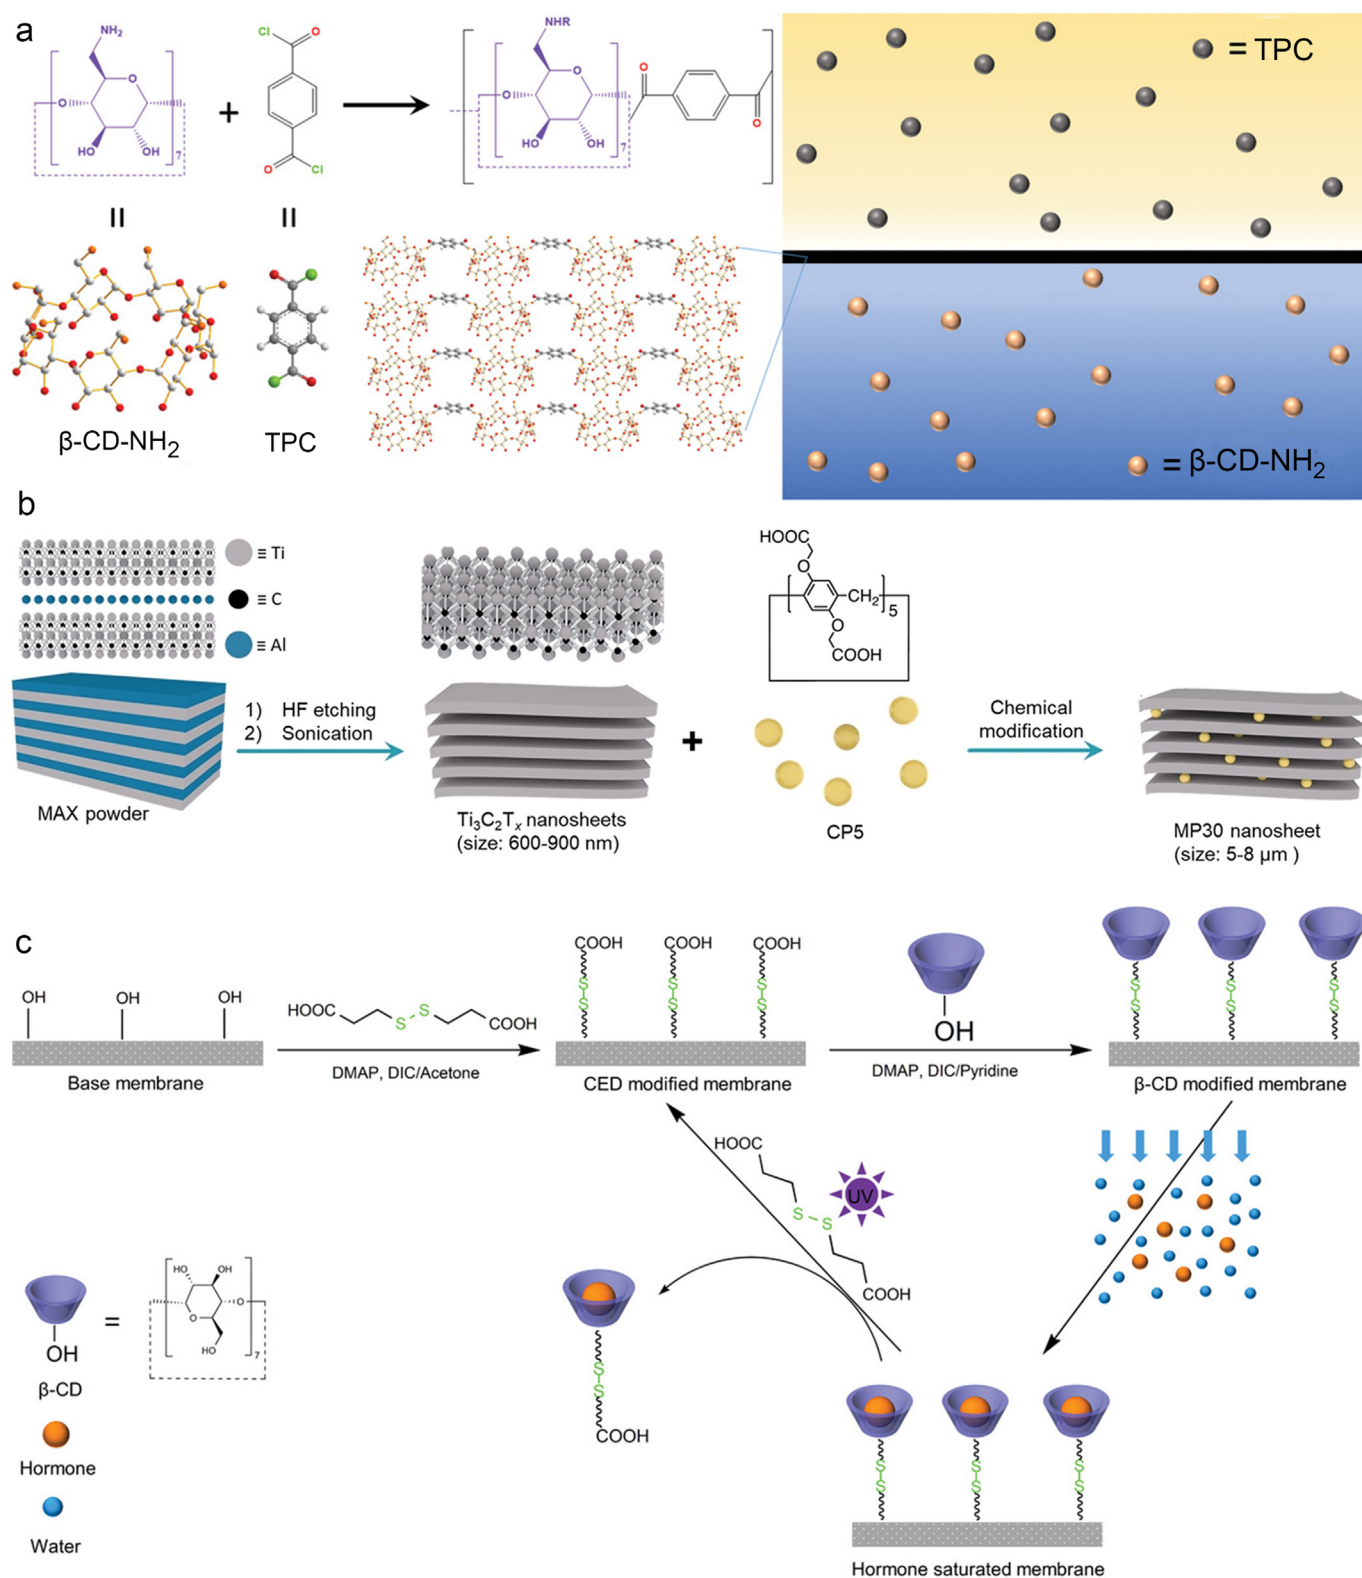 a
NH2
O
O
HO
OH
7
+
Cl
O
O
Cl
NHR
O
O
HO
OH
7
O
O
= TPC
= β-CD-NH2
β-CD-NH2
TPC
b
≡ Ti
≡ C
≡ Al
MAX powder
1) HF etching
2) Sonication
Ti3C2Tx nanosheets
(size: 600-900 nm)
+
HOOC
O
CH2
5
O
COOH
CP5
Chemical
modification
MP30 nanosheet
(size: 5-8 µm )
c
OH
OH
OH
Base membrane
HOOC
S
S
COOH
DMAP, DIC/Acetone
COOH
COOH
COOH
S-S
S-S
S-S
CED modified membrane
OH
DMAP, DIC/Pyridine
S-S
S-S
S-S
β-CD modified membrane
HOOC
S
S
COOH
UV
S-S
COOH
OH
β-CD
=
HO
OH
O
O
HO
7
Hormone
Water
S-S
S-S
S-S
Hormone saturated membrane